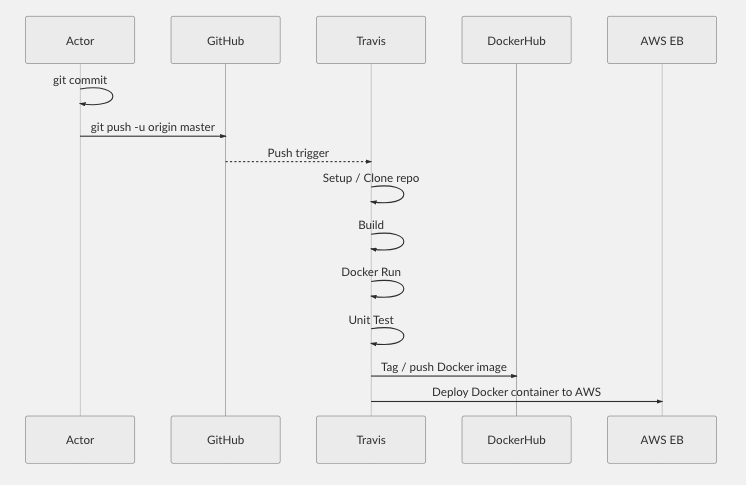 Actor
GitHub
Travis
DockerHub
AWS EB
git commit
git push -u origin master
Push trigger
Setup / Clone repo
Build
Docker Run
Unit Test
Tag / push Docker image
Deploy Docker container to AWS
Actor
GitHub
Travis
DockerHub
AWS EB